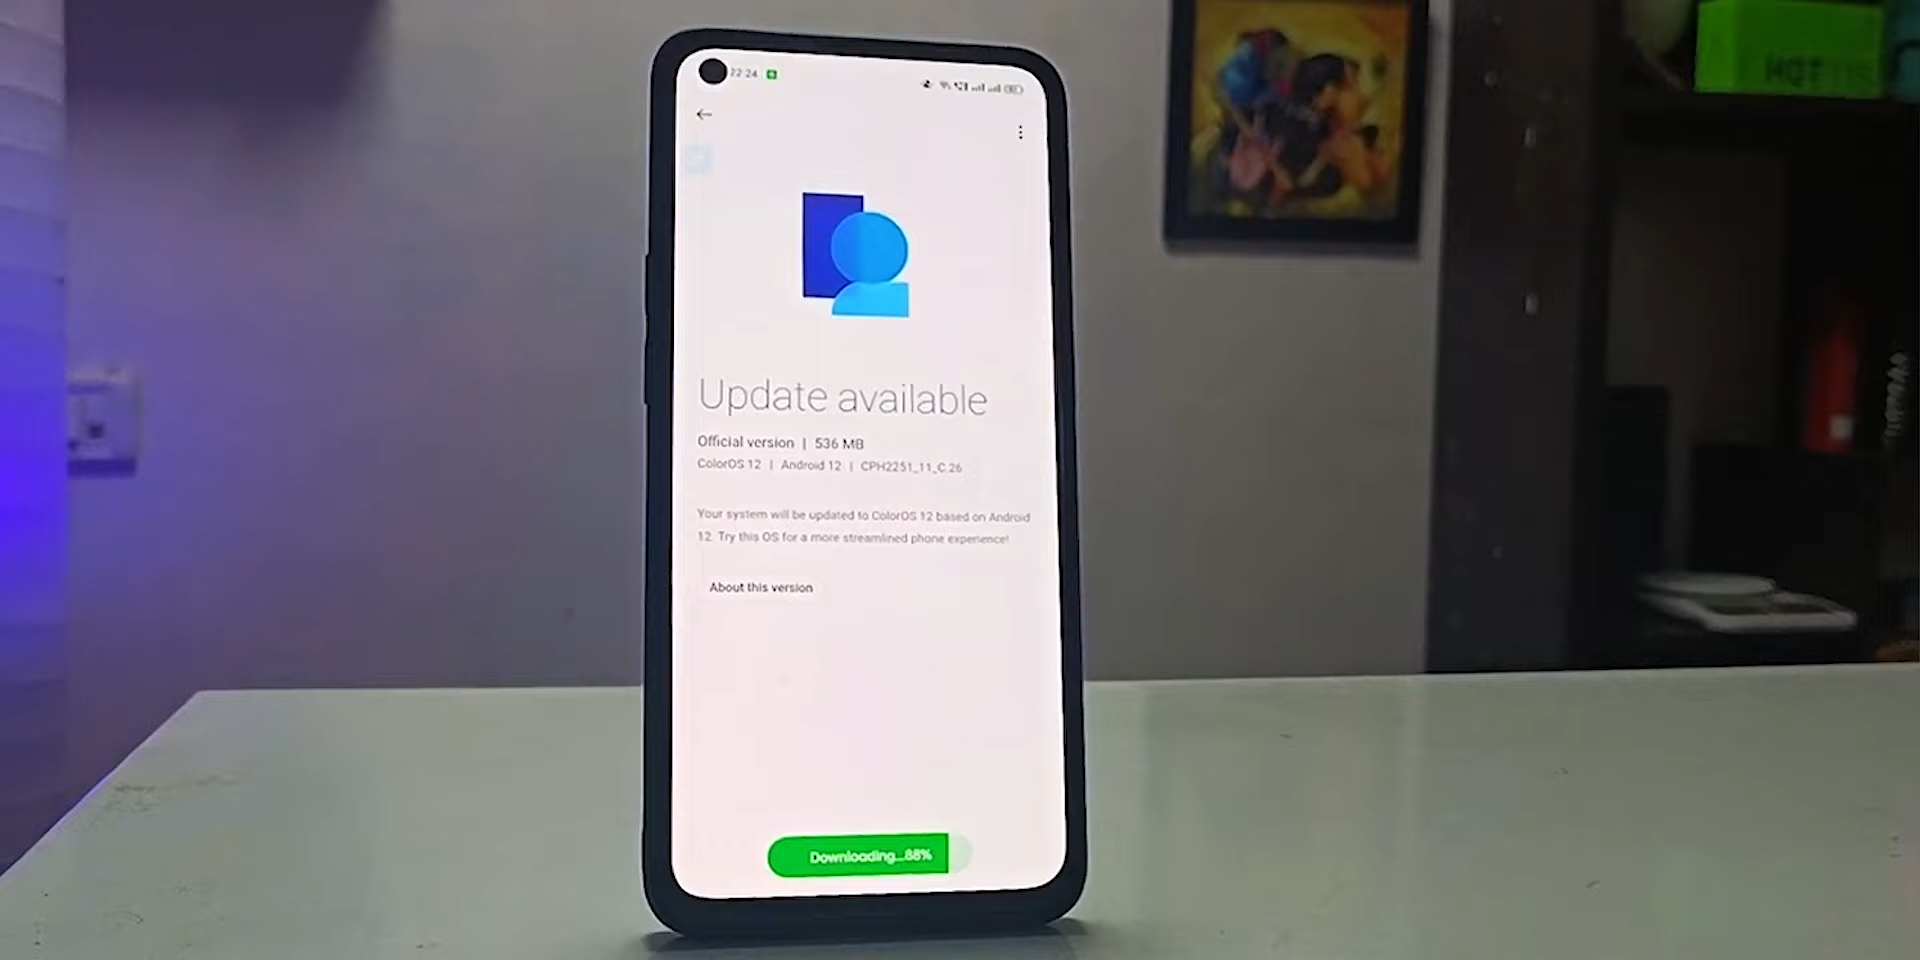 22:24
Update available
Official version | 536 MB
ColorOS 12 | Android 12 | CPH2251_11_C.26
Your system will be updated to ColorOS 12 based on Android
12. Try this OS for a more streamlined phone experience!
About this version
Downloading...88%
HOT